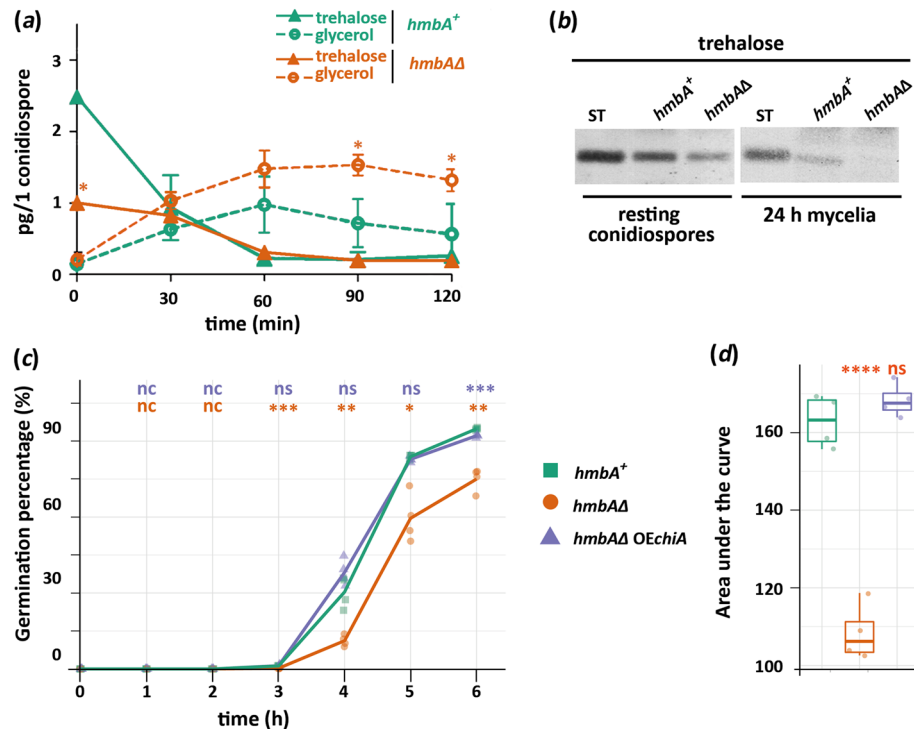 (a)
trehalose
glycerol
hmbA+
trehalose
glycerol
hmbAΔ
pg/1 conidiospore
3
2
1
0
*
*
*
0 30 60 90 120
time (min)
(b)
trehalose
ST hmbA+ hmbAΔ ST hmbA+ hmbAΔ
resting
conidiospores
24 h mycelia
(c)
Germination percentage (%)
nc nc ns ns ns ***
nc nc *** ** * **
90
60
30
0
0 1 2 3 4 5 6
time (h)
hmbA+
hmbAΔ
hmbAΔ OEchiA
(d)
**** ns
Area under the curve
160
140
120
100